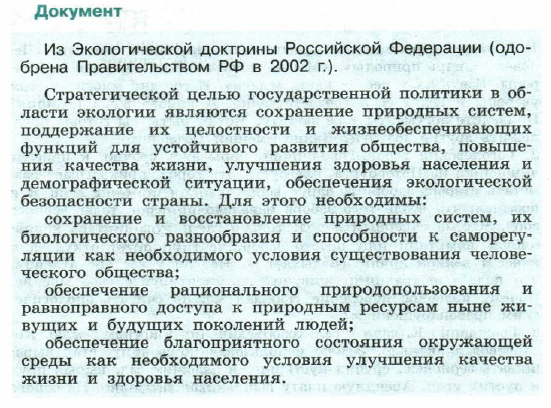 Документ
Из Экологической доктрины Российской Федерации (одо-
брена Правительством РФ в 2002 г.).
Стратегической целью государственной политики в об-
ласти экологии являются сохранение природных систем,
поддержание их целостности и жизнеобеспечивающих
функций для устойчивого развития общества, повыше-
ния качества жизни, улучшения здоровья населения и
демографической ситуации, обеспечения экологической
безопасности страны. Для этого необходимы:
сохранение и восстановление природных систем, их
биологического разнообразия и способности к саморегу-
ляции как необходимого условия существования челове-
ческого общества;
обеспечение рационального природопользования и
равноправного доступа к природным ресурсам ныне жи-
вущих и будущих поколений людей;
обеспечение благоприятного состояния окружающей
среды как необходимого условия улучшения качества
жизни и здоровья населения.